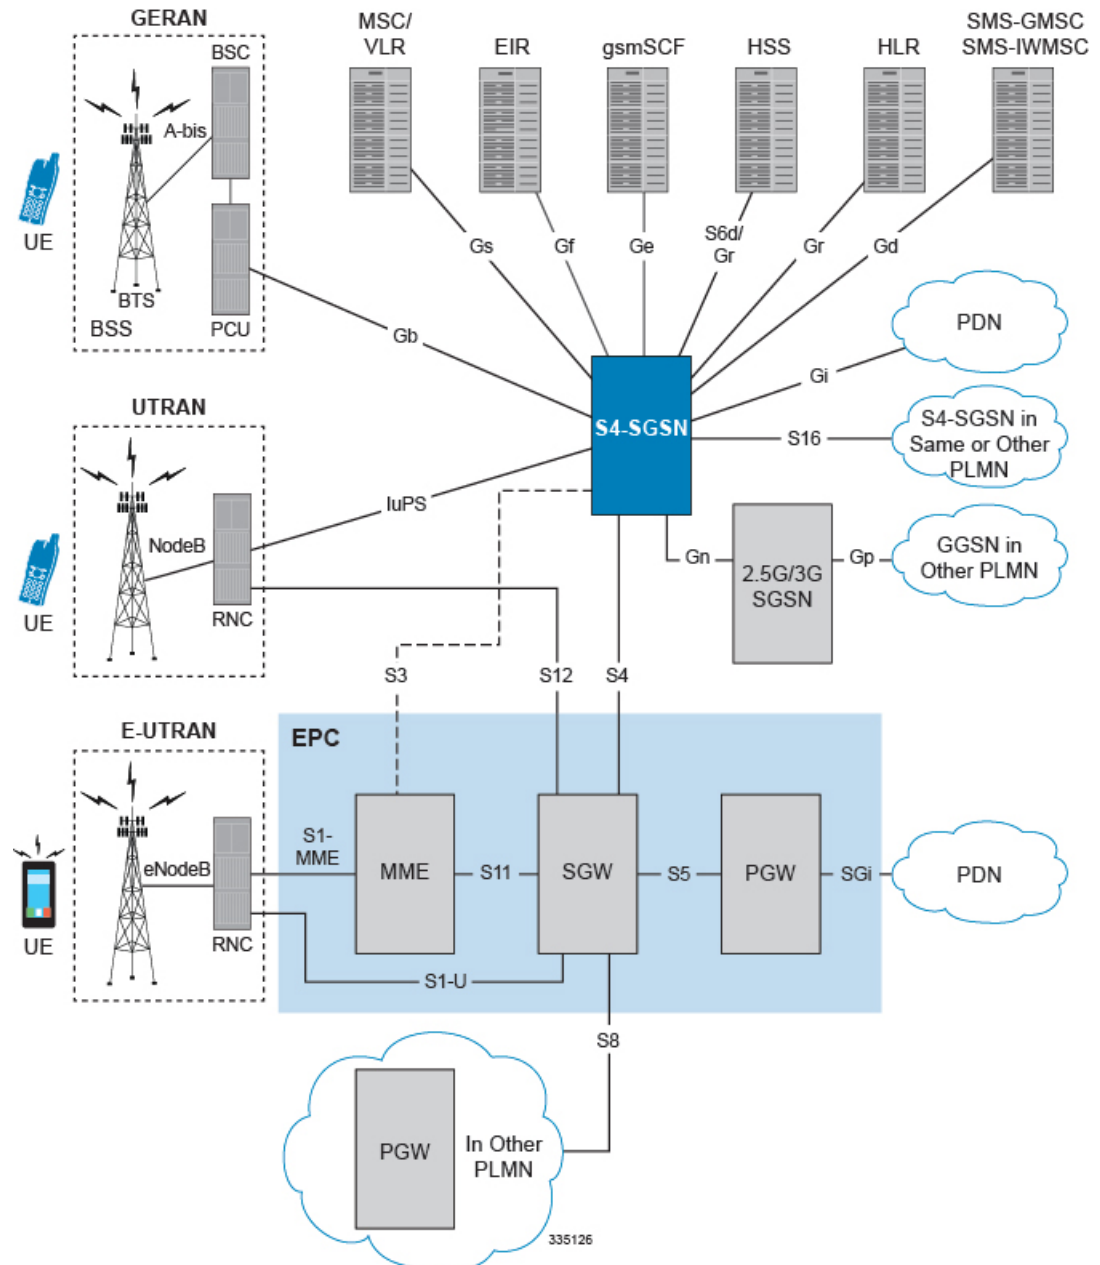 GERAN
BSC
A-bis
UE
BTS
BSS
PCU
MSC/
VLR
EIR
gsmSCF
HSS
HLR
SMS-GMSC
SMS-IWMSC
Gs
Gf
Ge
S6d/
Gr
Gr
Gd
Gb
PDN
Gi
UTRAN
S4-SGSN
S16
S4-SGSN in
Same or Other
PLMN
IuPS
NodeB
UE
RNC
Gn
2.5G/3G
SGSN
Gp
GGSN in
Other PLMN
S3
S12
S4
E-UTRAN
EPC
eNodeB
UE
RNC
S1-
MME
MME
S11
SGW
S5
PGW
SGi
PDN
S1-U
S8
PGW
In Other
PLMN
335126